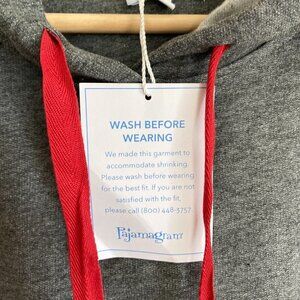 WASH BEFORE
WEARING
We made this garment to
accommodate shrinking.
Please wash before wearing
for the best fit. If you are not
satisfied with the fit,
please call (800) 448-3757
Pajamagram